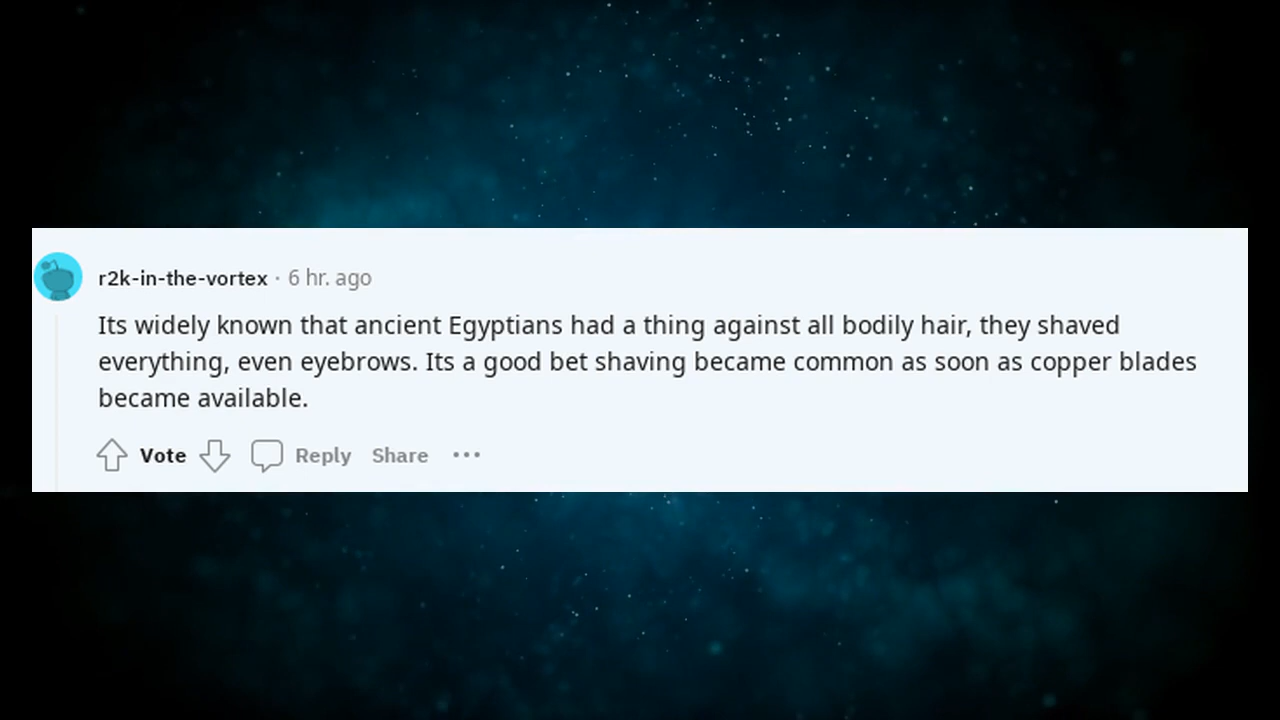 r2k-in-the-vortex · 6 hr. ago
Its widely known that ancient Egyptians had a thing against all bodily hair, they shaved
everything, even eyebrows. Its a good bet shaving became common as soon as copper blades
became available.
Vote Reply Share ···